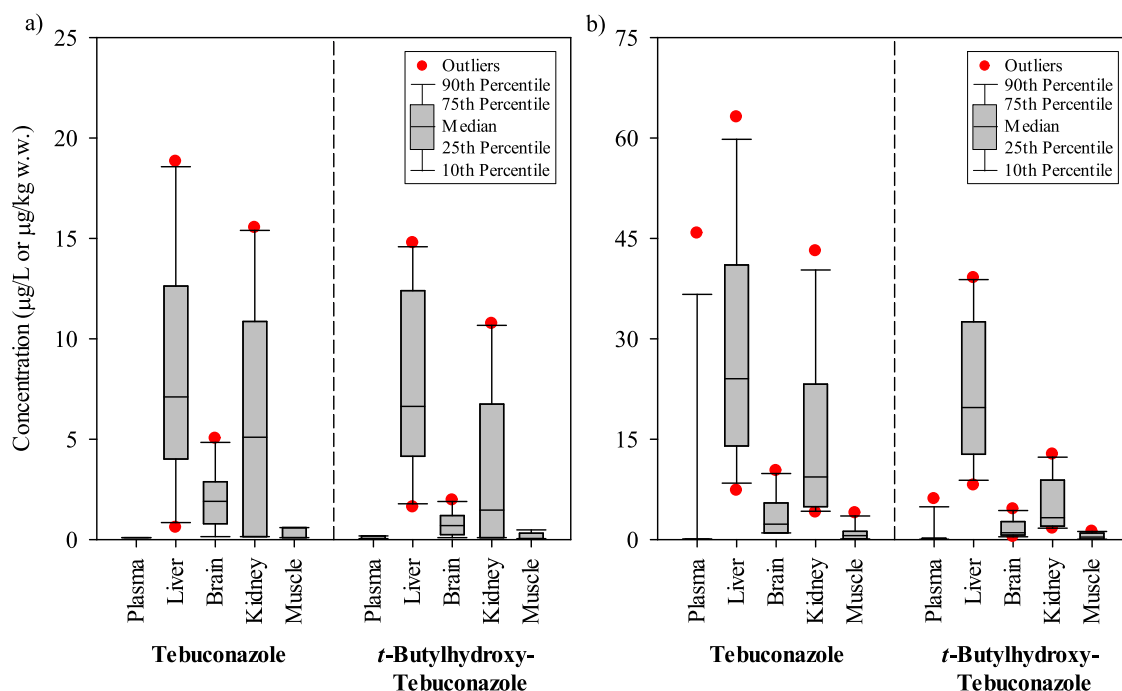 a)
25
20
15
10
5
0
Concentration (µg/L or µg/kg w.w.)
Outliers
90th Percentile
75th Percentile
Median
25th Percentile
10th Percentile
Plasma
Liver
Brain
Kidney
Muscle
Plasma
Liver
Brain
Kidney
Muscle
Tebuconazole
t-Butylhydroxy-
Tebuconazole
b)
75
60
45
30
15
0
Outliers
90th Percentile
75th Percentile
Median
25th Percentile
10th Percentile
Plasma
Liver
Brain
Kidney
Muscle
Plasma
Liver
Brain
Kidney
Muscle
Tebuconazole
t-Butylhydroxy-
Tebuconazole